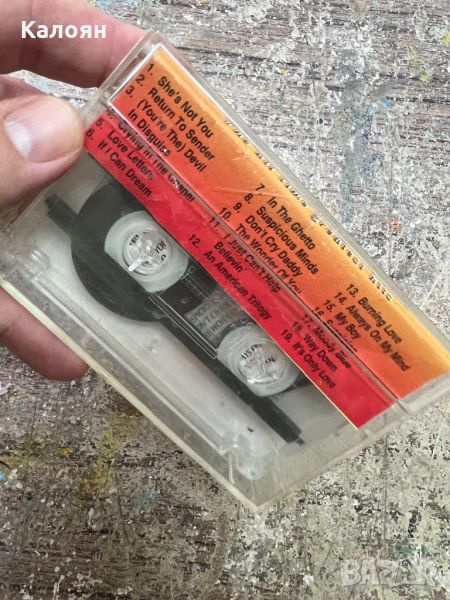 Калоян
1. She's Not You
2. Return To Sender
3. (You're The) Devil
In Disguise
Crying In The
5. Love Letters
6. If I Can Dream
7. In The Ghetto
8. Suspicious Minds
9. Don't Cry Daddy
10. The Wonder Of You
11. I Just Can't Help
Believin'
12. An American Trilogy
13. Burning Love
14. Always On My Mind
15. My Boy
16.
17. Moody Blue
18. Way Down
19. It's Only Love
BAZAR